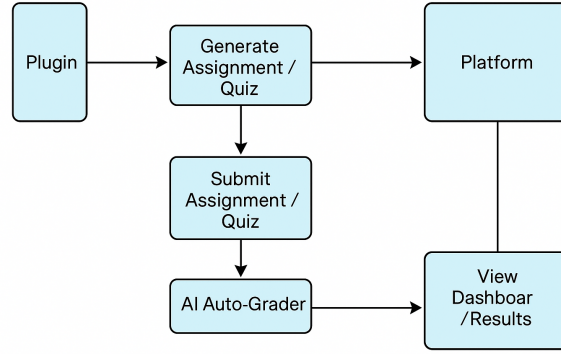 Plugin
Generate
Assignment /
Quiz
Platform
Submit
Assignment /
Quiz
AI Auto-Grader
View
Dashboar
/Results